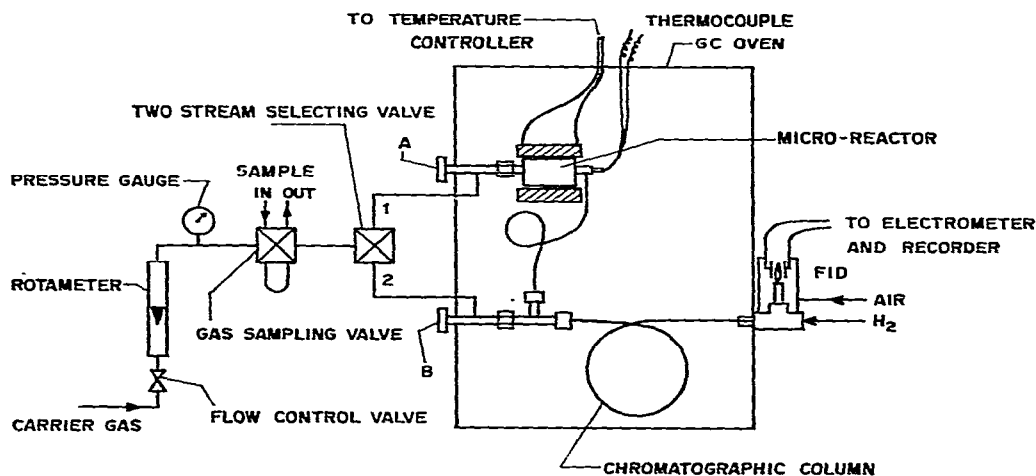 TO TEMPERATURE
CONTROLLER
THERMOCOUPLE
GC OVEN
TWO STREAM SELECTING VALVE
A
MICRO-REACTOR
PRESSURE GAUGE
SAMPLE
IN OUT
1
2
TO ELECTROMETER
AND RECORDER
FID
ROTAMETER
AIR
H2
GAS SAMPLING VALVE
B
FLOW CONTROL VALVE
CARRIER GAS
CHROMATOGRAPHIC COLUMN